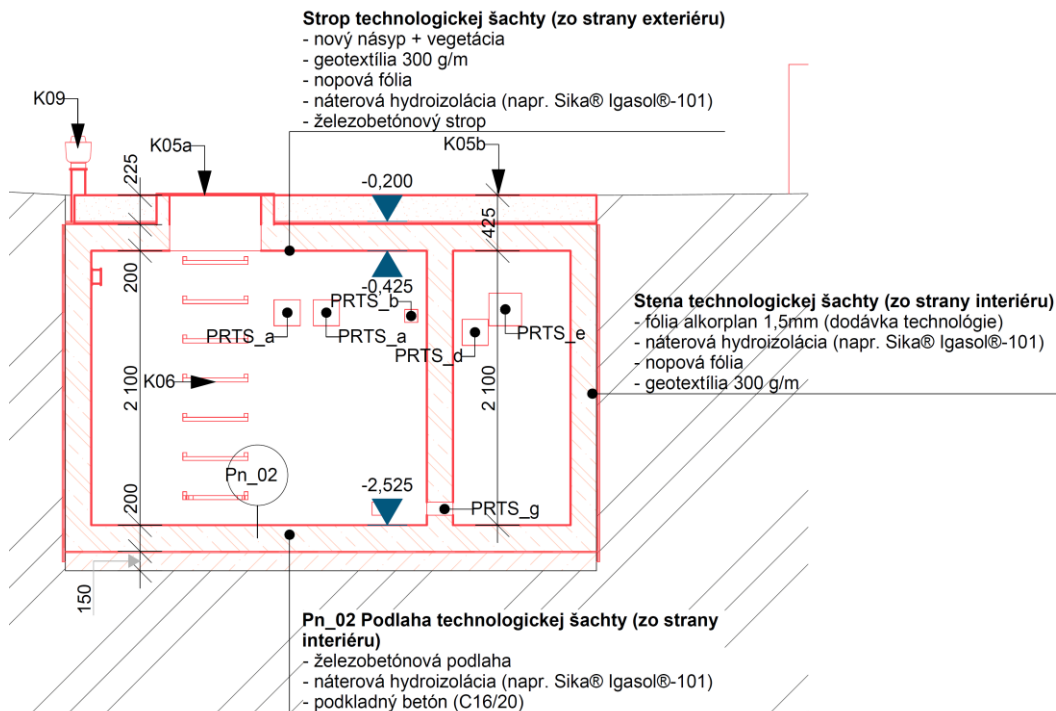 Strop technologickej šachty (zo strany exteriéru)
- nový násyp + vegetácia
- geotextília 300 g/m
- nopová fólia
- náterová hydroizolácia (napr. Sika® Igasol®-101)
- železobetónový strop
K09
K05a
K05b
225
-0,200
425
200
-0,425
PRTS_b
PRTS_a
PRTS_a
PRTS_d
PRTS_e
Stena technologickej šachty (zo strany interiéru)
- fólia alkorplan 1,5mm (dodávka technológie)
- náterová hydroizolácia (napr. Sika® Igasol®-101)
- nopová fólia
- geotextília 300 g/m
K06
2 100
2 100
Pn_02
-2,525
200
PRTS_g
150
Pn_02 Podlaha technologickej šachty (zo strany
interiéru)
- železobetónová podlaha
- náterová hydroizolácia (napr. Sika® Igasol®-101)
- podkladný betón (C16/20)